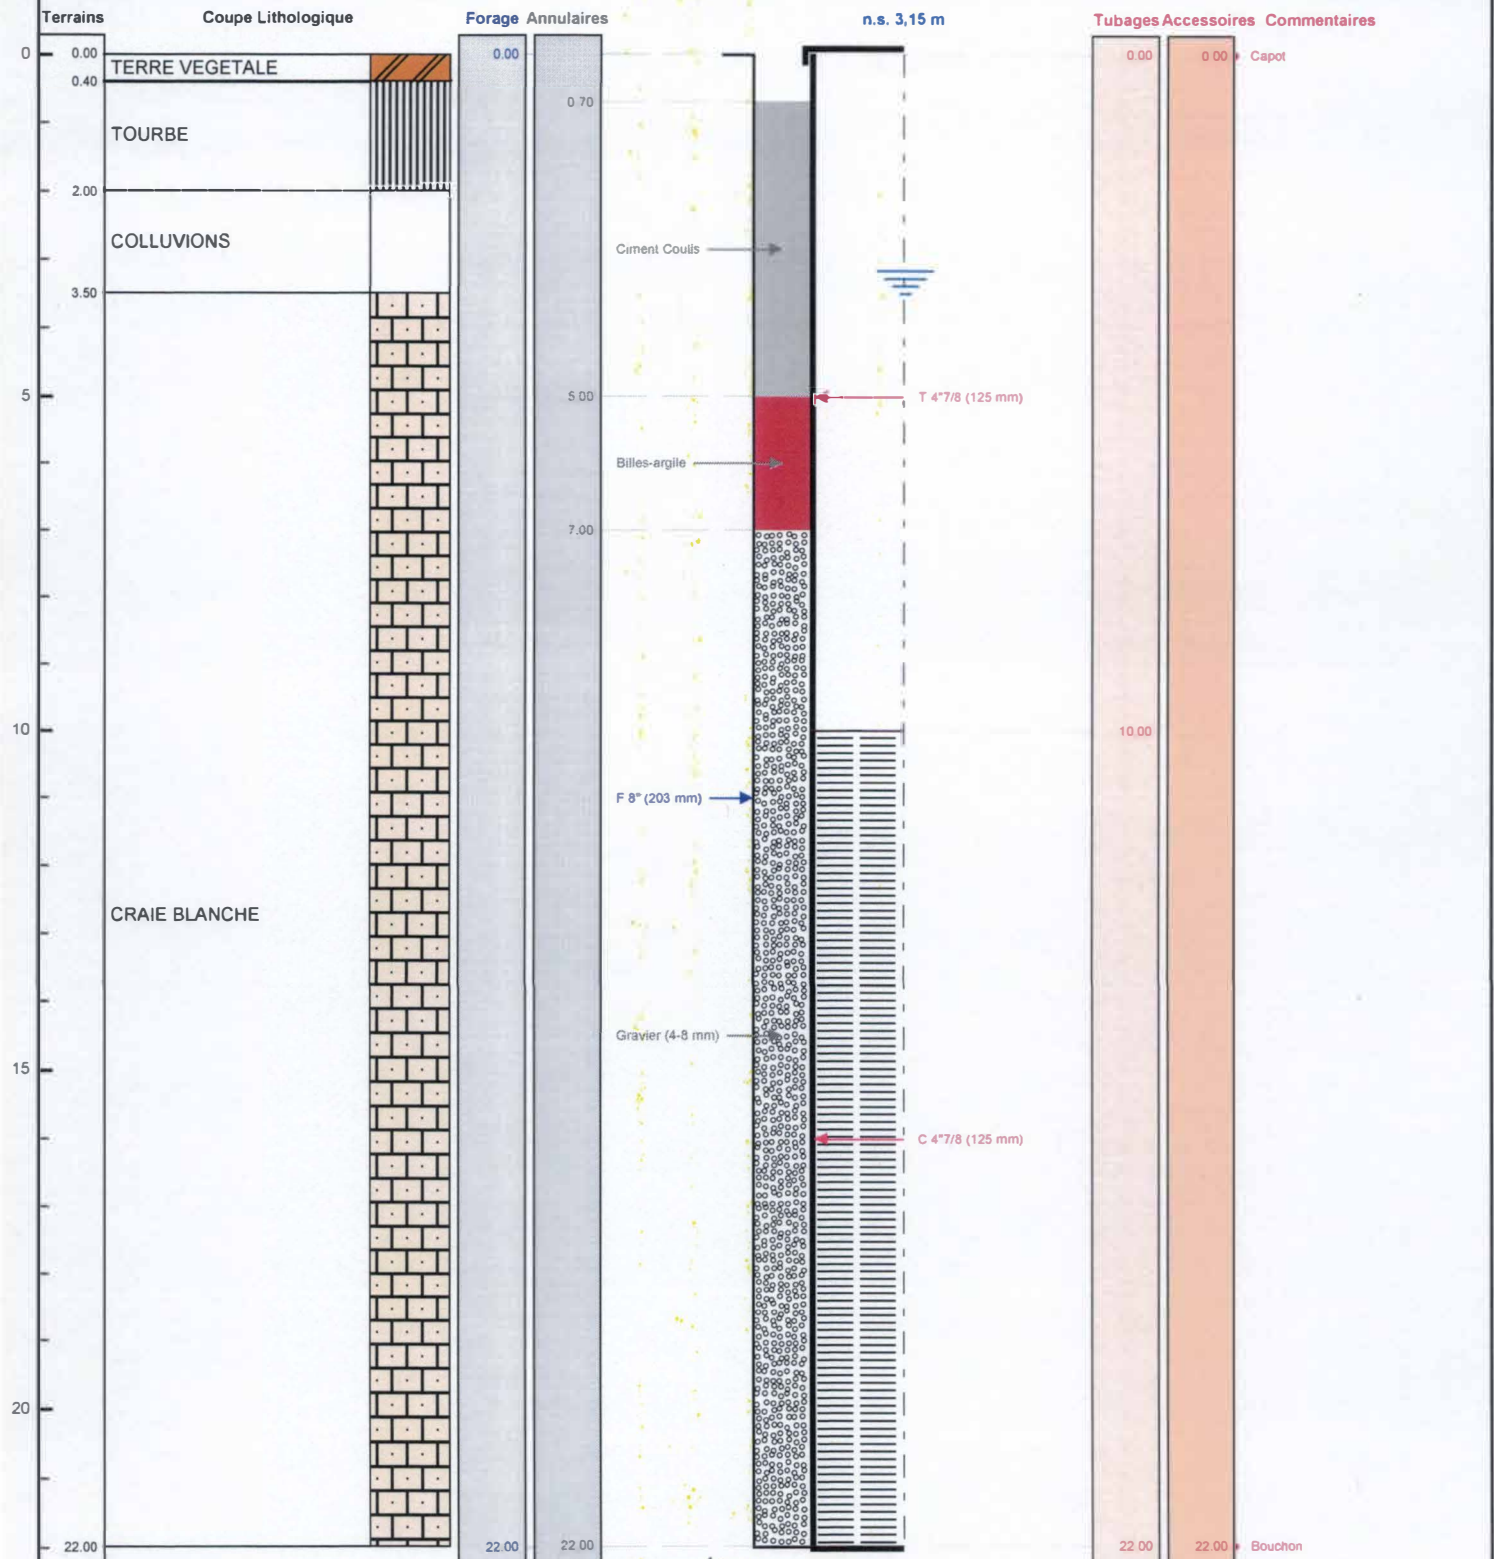 Terrains Coupe Lithologique Forage Annulaires n.s. 3,15 m Tubages Accessoires Commentaires
0 0.00 0.00 0.00 0 00 Capot
TERRE VEGETALE
0.40
0 70
TOURBE
2.00
COLLUVIONS
Ciment Coulis
3.50
5 5 00 T 4"7/8 (125 mm)
Billes-argile
7.00
10 10 00
F 8" (203 mm)
CRAIE BLANCHE
Gravier (4-8 mm)
15
C 4"7/8 (125 mm)
20
22.00 22.00 22 00 22 00 22.00 Bouchon